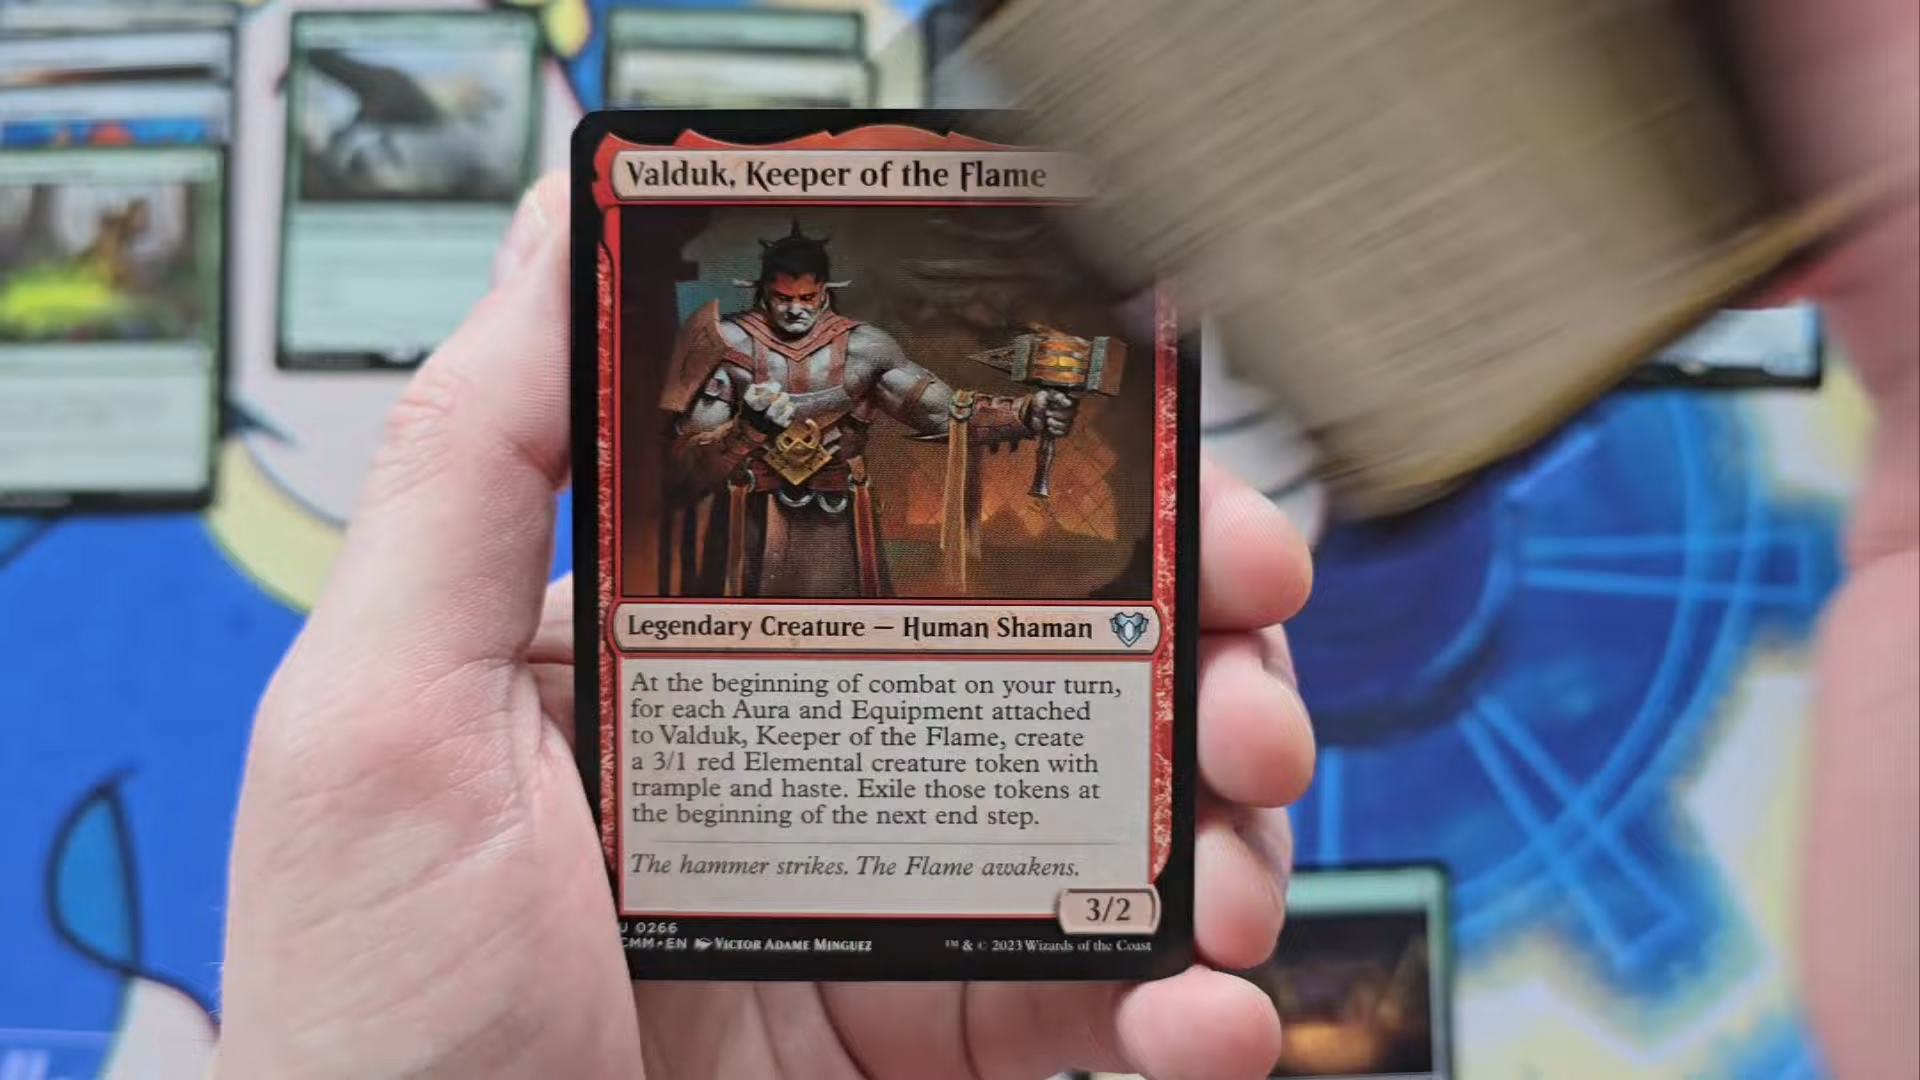 Valduk, Keeper of the Flame
Legendary Creature — Human Shaman
At the beginning of combat on your turn,
for each Aura and Equipment attached
to Valduk, Keeper of the Flame, create
a 3/1 red Elemental creature token with
trample and haste. Exile those tokens at
the beginning of the next end step.
The hammer strikes. The Flame awakens.
3/2
U 0266
CMM • EN Victor Adame Minguez
™ & © 2023 Wizards of the Coast